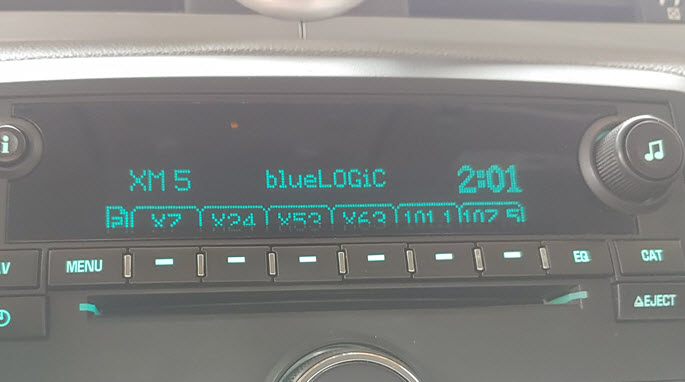 i
XM 5 blueLOGiC 2:01
X7 X24 X53 X63 101.1 107.5
MENU EQ CAT
EJECT